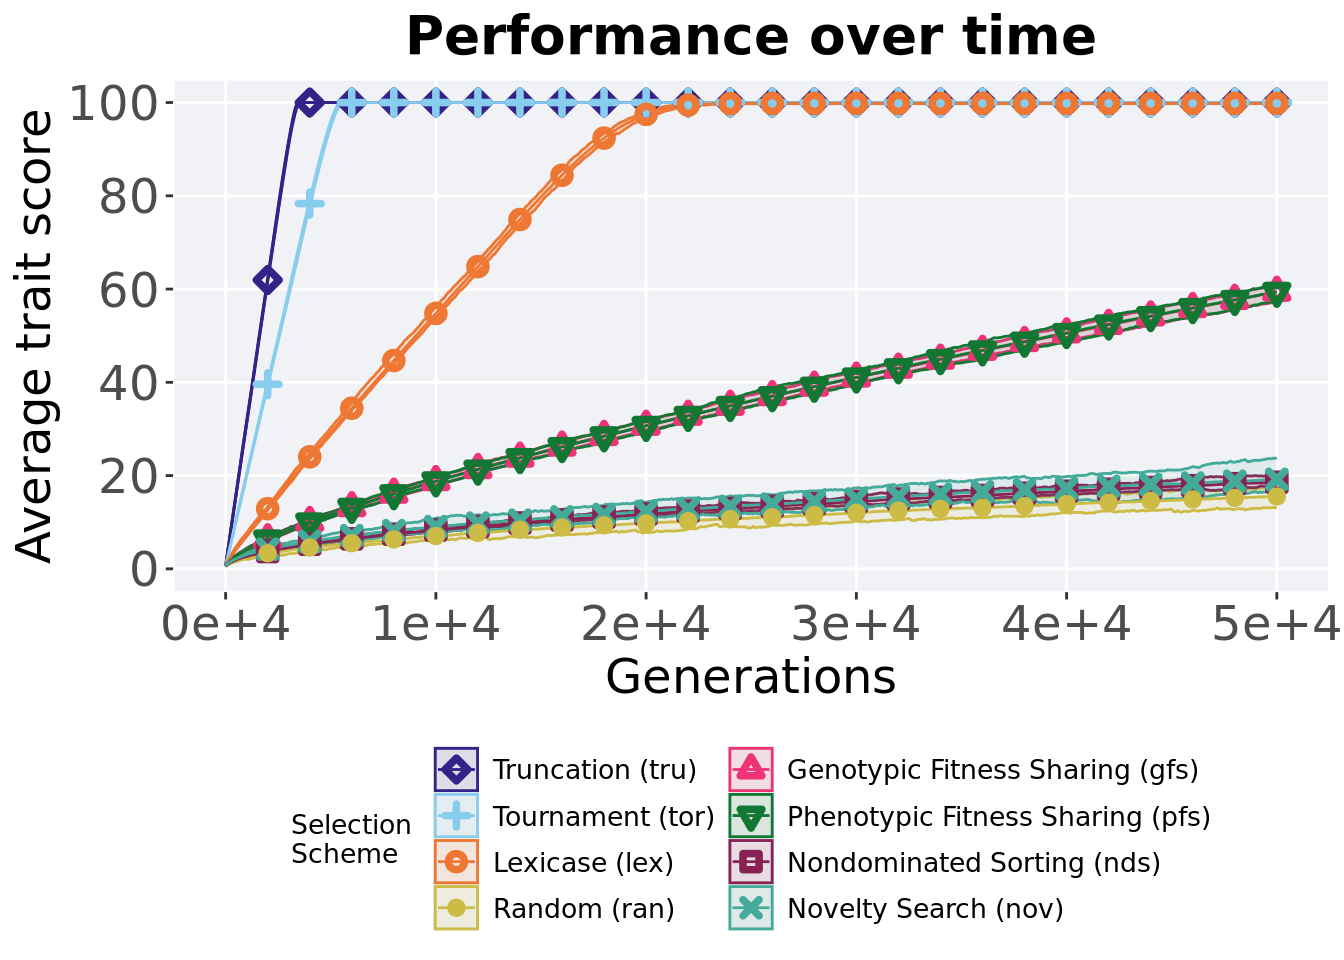 Performance over time
Average trait score
100
80
60
40
20
0
0e+4 1e+4 2e+4 3e+4 4e+4 5e+4
Generations
Selection
Scheme
Truncation (tru)
Tournament (tor)
Lexicase (lex)
Random (ran)
Genotypic Fitness Sharing (gfs)
Phenotypic Fitness Sharing (pfs)
Nondominated Sorting (nds)
Novelty Search (nov)